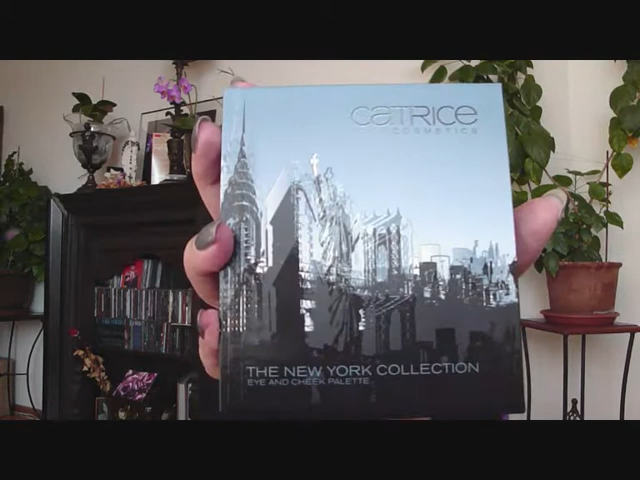 CATRICE
COSMETICS
THE NEW YORK COLLECTION
EYE AND CHEEK PALETTE